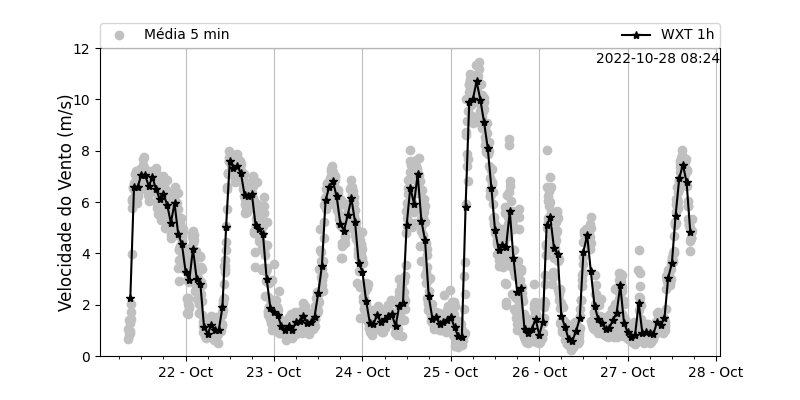 Média 5 min
WXT 1h
2022-10-28 08:24
Velocidade do Vento (m/s)
12
10
8
6
4
2
0
22 - Oct
23 - Oct
24 - Oct
25 - Oct
26 - Oct
27 - Oct
28 - Oct